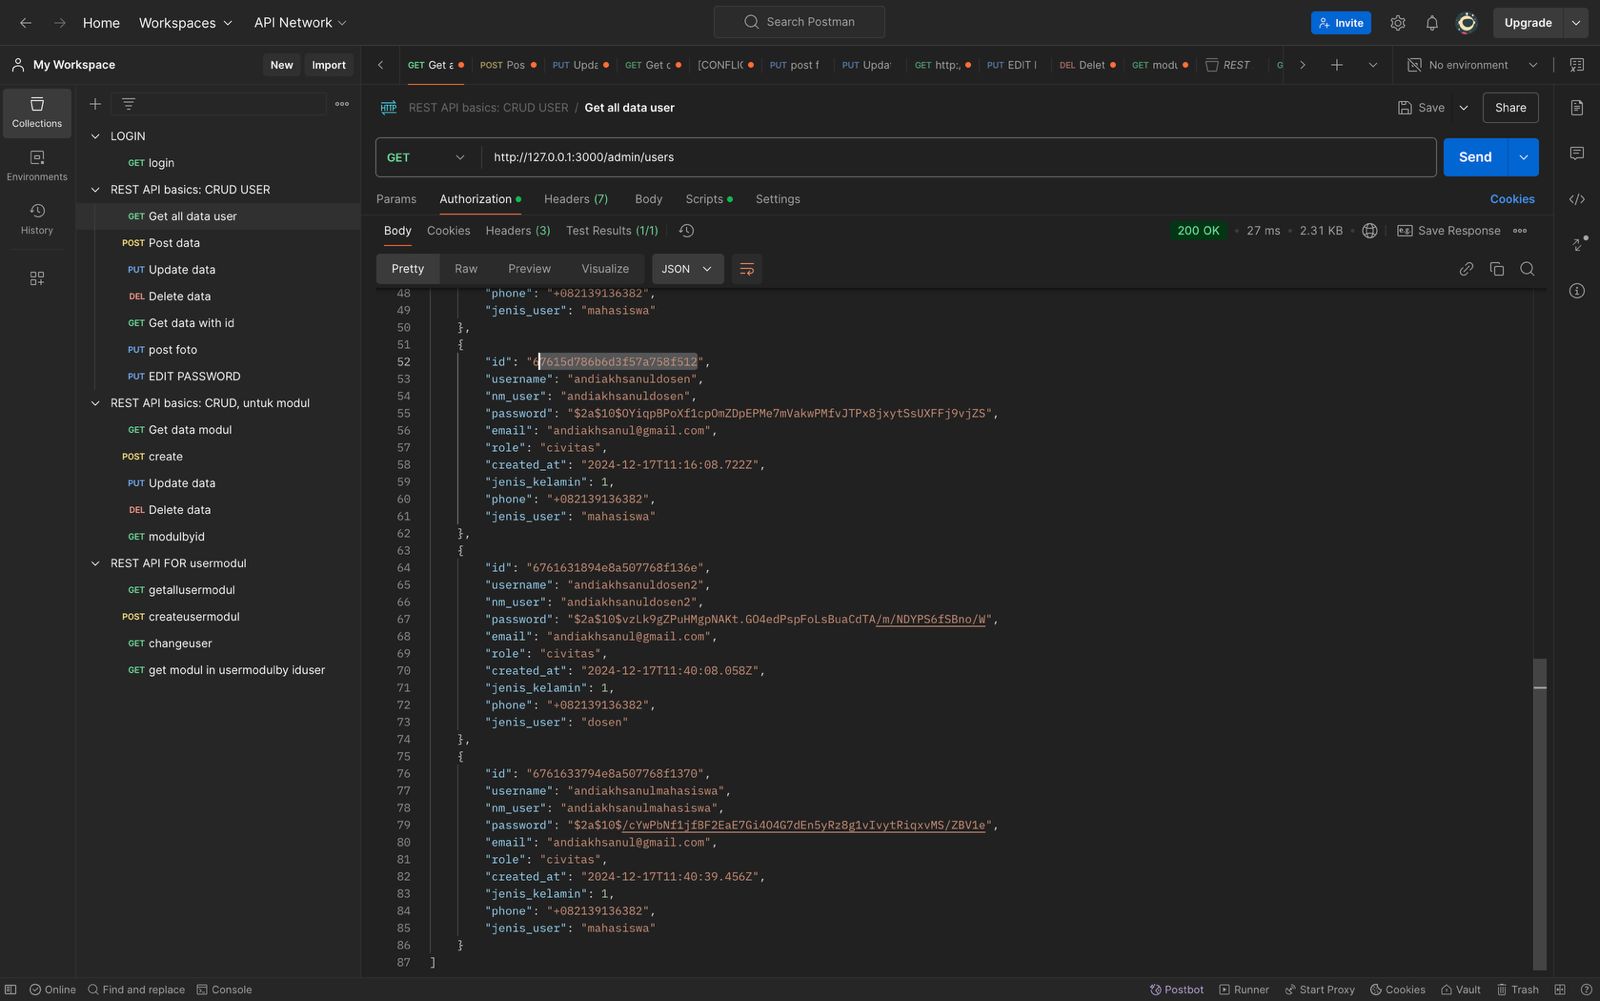 Home Workspaces API Network Search Postman Invite Upgrade
My Workspace New Import
GET Get a POST Pos PUT Upda GET Get c [CONFLIC PUT post f PUT Upda GET http:, PUT EDIT I DEL Delet GET modu REST G No environment
Collections
Environments
History
LOGIN
GET login
REST API basics: CRUD USER
GET Get all data user
POST Post data
PUT Update data
DEL Delete data
GET Get data with id
PUT post foto
PUT EDIT PASSWORD
REST API basics: CRUD, untuk modul
GET Get data modul
POST create
PUT Update data
DEL Delete data
GET modulbyid
REST API FOR usermodul
GET getallusermodul
POST createusermodul
GET changeuser
GET get modul in usermodulby iduser
HTTP REST API basics: CRUD USER / Get all data user Save Share
GET http://127.0.0.1:3000/admin/users Send
Params Authorization Headers (7) Body Scripts Settings Cookies
Body Cookies Headers (3) Test Results (1/1) 200 OK 27 ms 2.31 KB Save Response
Pretty Raw Preview Visualize JSON
48 "phone": "+082139136382",
49 "jenis_user": "mahasiswa"
50 },
51 {
52 "id": "67615d786b6d3f57a758f512",
53 "username": "andiakhsanuldosen",
54 "nm_user": "andiakhsanuldosen",
55 "password": "$2a$10$OYiqpBPoXf1cpOmZDpEPMe7mVakwPMfvJTPx8jxytSsUXFFj9vjZS",
56 "email": "andiakhsanul@gmail.com",
57 "role": "civitas",
58 "created_at": "2024-12-17T11:16:08.722Z",
59 "jenis_kelamin": 1,
60 "phone": "+082139136382",
61 "jenis_user": "mahasiswa"
62 },
63 {
64 "id": "6761631894e8a507768f136e",
65 "username": "andiakhsanuldosen2",
66 "nm_user": "andiakhsanuldosen2",
67 "password": "$2a$10$vzLk9gZPuHMgpNAKt.GO4edPspFoLsBuaCdTA/m/NDYPS6fSBno/W",
68 "email": "andiakhsanul@gmail.com",
69 "role": "civitas",
70 "created_at": "2024-12-17T11:40:08.058Z",
71 "jenis_kelamin": 1,
72 "phone": "+082139136382",
73 "jenis_user": "dosen"
74 },
75 {
76 "id": "6761633794e8a507768f1370",
77 "username": "andiakhsanulmahasiswa",
78 "nm_user": "andiakhsanulmahasiswa",
79 "password": "$2a$10$/cYwPbNf1jfBF2EaE7Gi4O4G7dEn5yRz8g1vIvytRiqxvMS/ZBV1e",
80 "email": "andiakhsanul@gmail.com",
81 "role": "civitas",
82 "created_at": "2024-12-17T11:40:39.456Z",
83 "jenis_kelamin": 1,
84 "phone": "+082139136382",
85 "jenis_user": "mahasiswa"
86 }
87 ]
Online Find and replace Console Postbot Runner Start Proxy Cookies Vault Trash